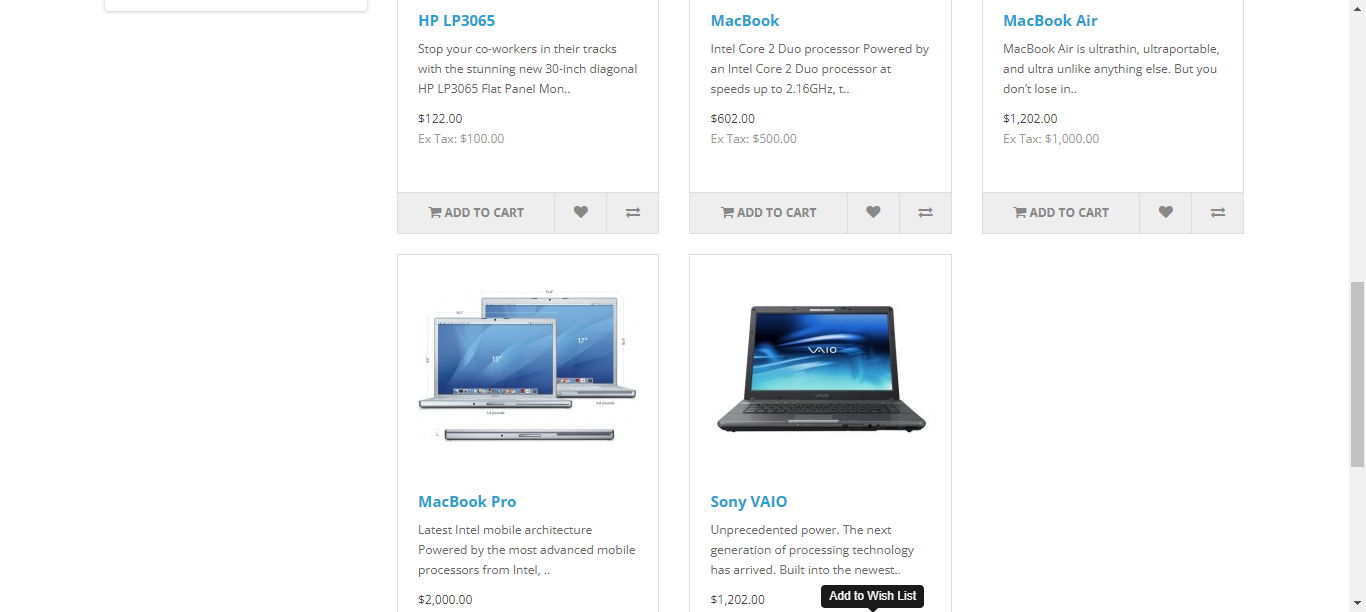 HP LP3065
Stop your co-workers in their tracks
with the stunning new 30-inch diagonal
HP LP3065 Flat Panel Mon..
$122.00
Ex Tax: $100.00
ADD TO CART
MacBook
Intel Core 2 Duo processor Powered by
an Intel Core 2 Duo processor at
speeds up to 2.16GHz, t..
$602.00
Ex Tax: $500.00
ADD TO CART
MacBook Air
MacBook Air is ultrathin, ultraportable,
and ultra unlike anything else. But you
don’t lose in..
$1,202.00
Ex Tax: $1,000.00
ADD TO CART
15"
17"
MacBook Pro
Latest Intel mobile architecture
Powered by the most advanced mobile
processors from Intel, ..
$2,000.00
VAIO
VAIO
Sony VAIO
Unprecedented power. The next
generation of processing technology
has arrived. Built into the newest..
$1,202.00
Add to Wish List